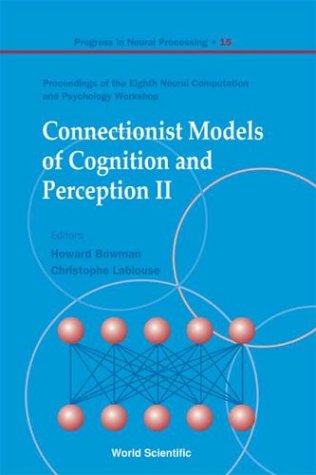 Progress in Neural Processing • 15
Proceedings of the Eighth Neural Computation
and Psychology Workshop
Connectionist Models
of Cognition and
Perception II
Editors
Howard Bowman
Christophe Labiouse
World Scientific